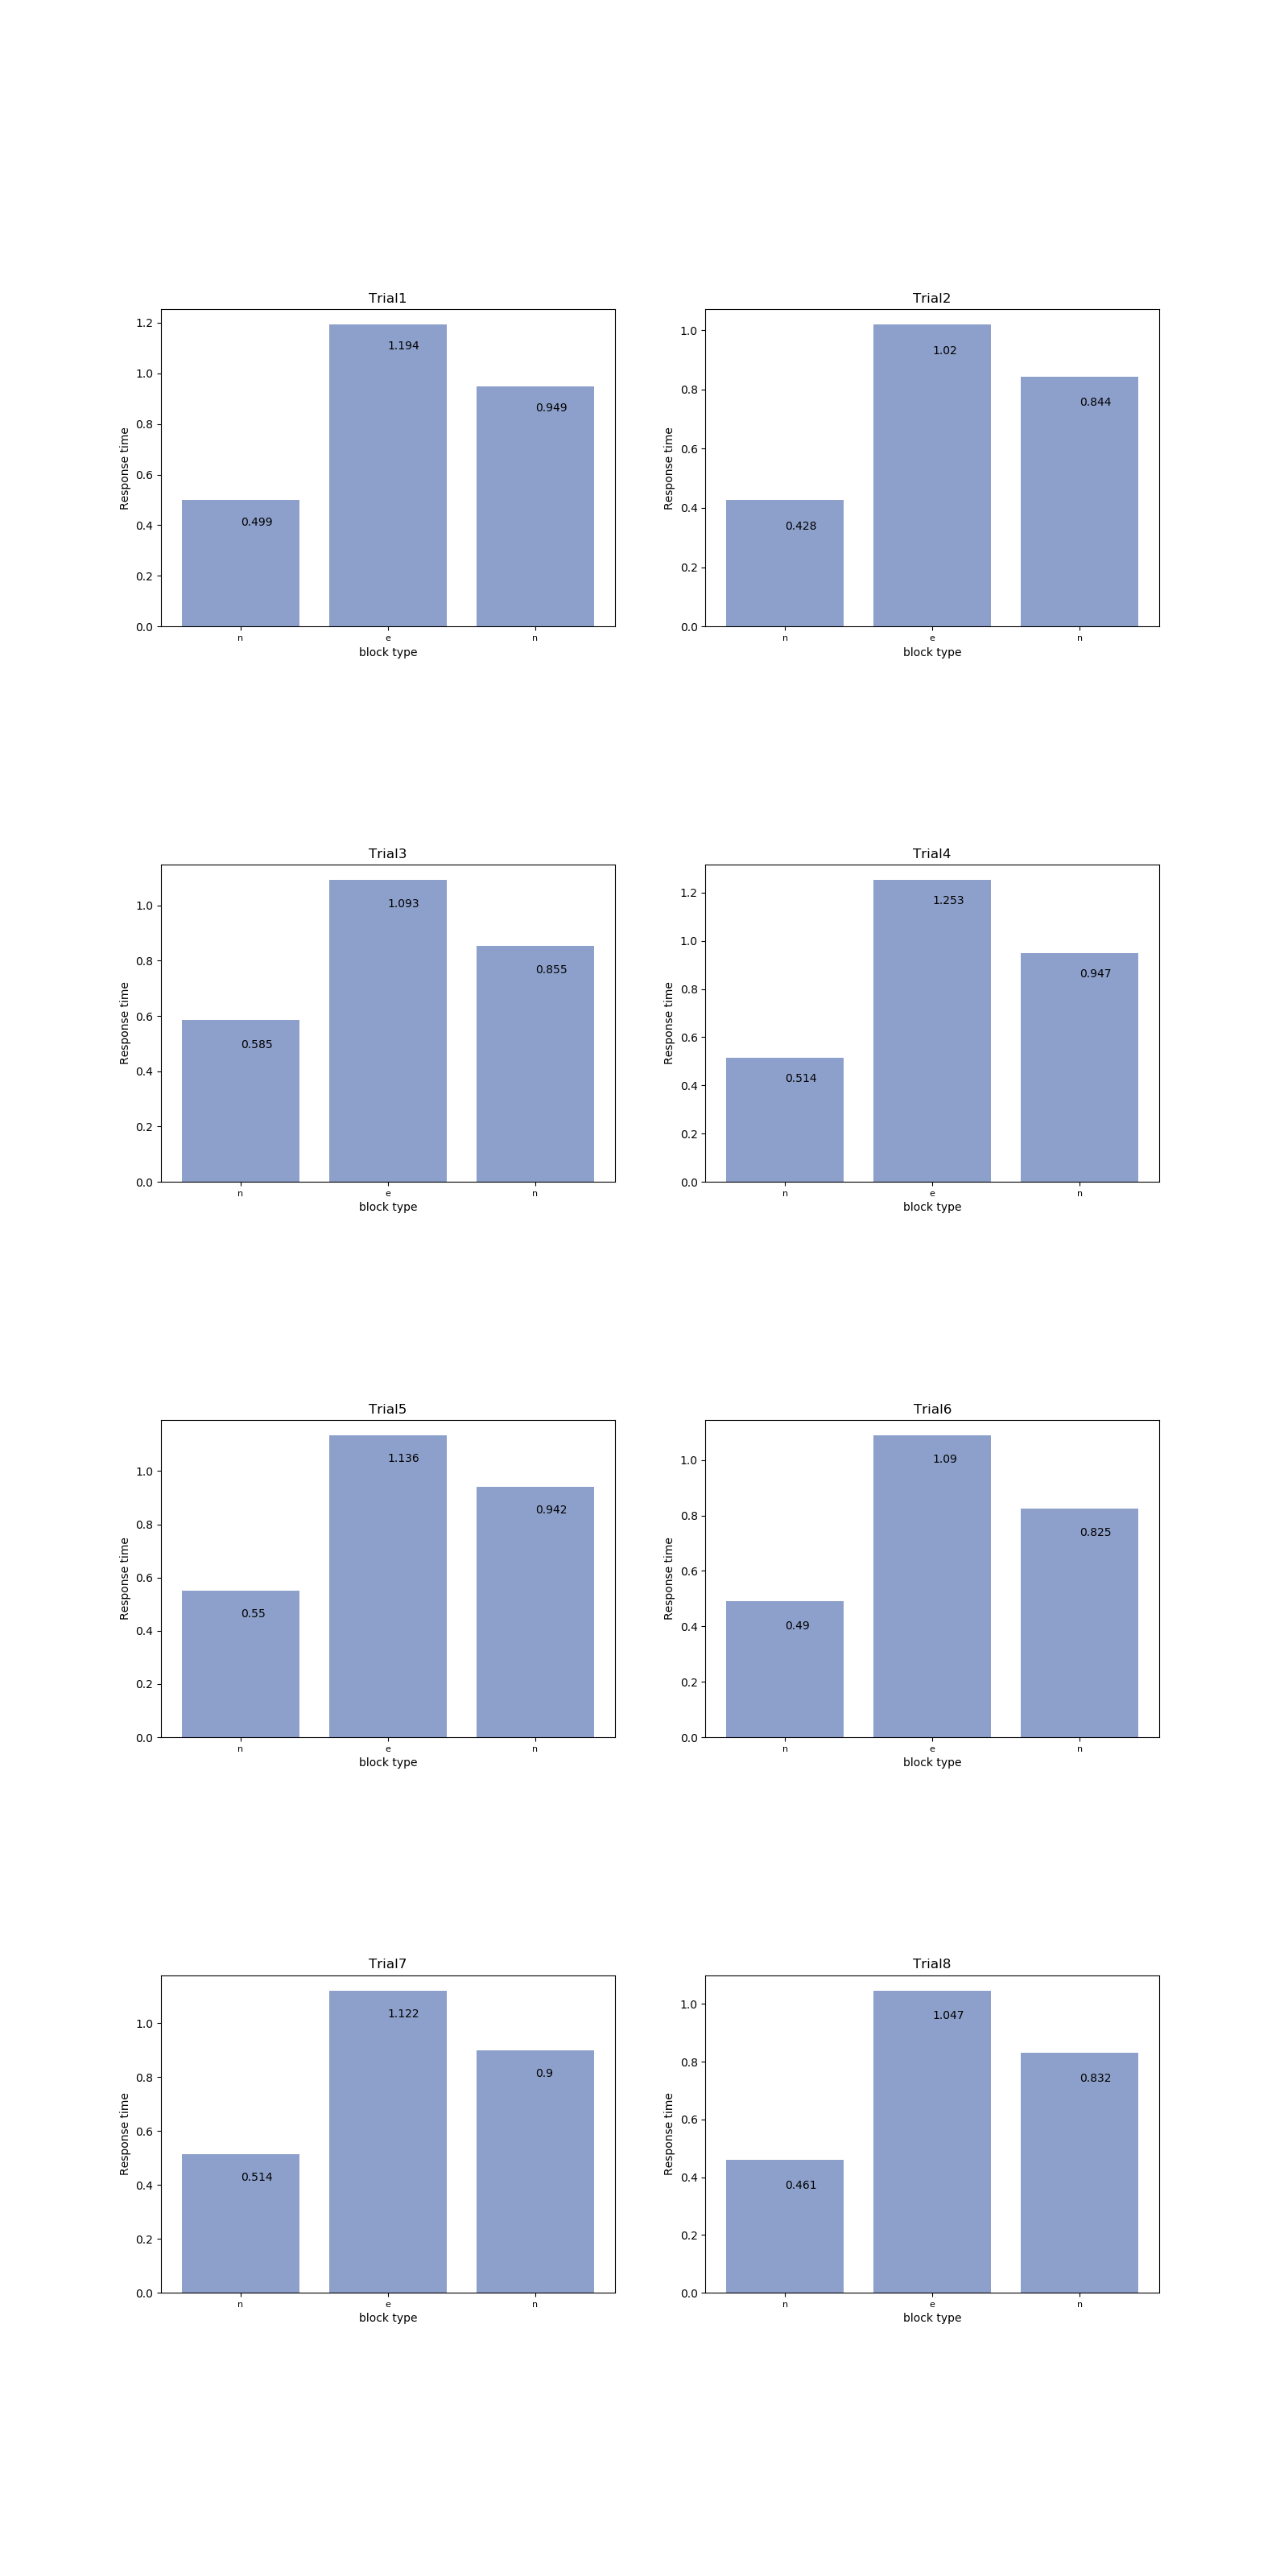 Trial1
1.2
1.0
0.8
0.6
0.4
0.2
0.0
Response time
1.194
0.949
0.499
n e n
block type
Trial2
1.0
0.8
0.6
0.4
0.2
0.0
Response time
1.02
0.844
0.428
n e n
block type
Trial3
1.0
0.8
0.6
0.4
0.2
0.0
Response time
1.093
0.855
0.585
n e n
block type
Trial4
1.2
1.0
0.8
0.6
0.4
0.2
0.0
Response time
1.253
0.947
0.514
n e n
block type
Trial5
1.0
0.8
0.6
0.4
0.2
0.0
Response time
1.136
0.942
0.55
n e n
block type
Trial6
1.0
0.8
0.6
0.4
0.2
0.0
Response time
1.09
0.825
0.49
n e n
block type
Trial7
1.0
0.8
0.6
0.4
0.2
0.0
Response time
1.122
0.9
0.514
n e n
block type
Trial8
1.0
0.8
0.6
0.4
0.2
0.0
Response time
1.047
0.832
0.461
n e n
block type